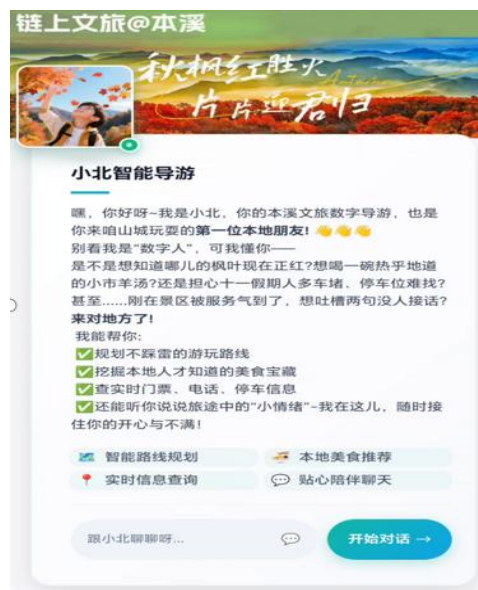 链上文旅@本溪
秋枫红胜火
Autumn
片片迎君归
小北智能导游
嘿，你好呀~我是小北，你的本溪文旅数字导游，也是
你来咱山城玩耍的第一位本地朋友! 👋👋👋
别看我是“数字人”，可我懂你——
是不是想知道哪儿的枫叶现在正红?想喝一碗热乎地道
的小市羊汤?还是担心十一假期人多车堵、停车位难找?
甚至......刚在景区被服务气到了，想吐槽两句没人接话?
来对地方了!
我能帮你:
✅规划不踩雷的游玩路线
✅挖掘本地人才知道的美食宝藏
✅查实时门票、电话、停车信息
✅还能听你说说旅途中的“小情绪”~我在这儿，随时接
住你的开心与不满!
🗺️ 智能路线规划 🍜 本地美食推荐
📍 实时信息查询 💬 贴心陪伴聊天
跟小北聊聊呀... 💬 开始对话 →